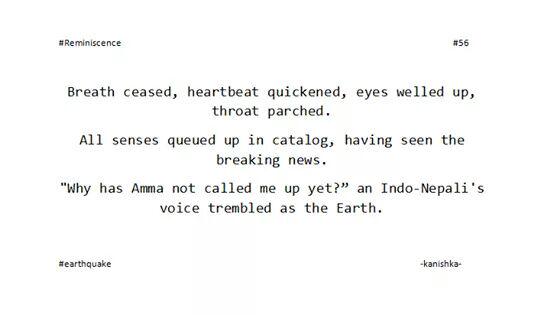 #Reminiscence #56
Breath ceased, heartbeat quickened, eyes welled up,
throat parched.
All senses queued up in catalog, having seen the
breaking news.
"Why has Amma not called me up yet?” an Indo-Nepali's
voice trembled as the Earth.
#earthquake -kanishka-